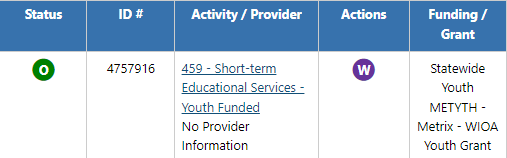 Status ID # Activity / Provider Actions Funding / Grant
O 4757916 459 - Short-term W Statewide
Educational Services - Youth
Youth Funded METYTH -
No Provider Metrix - WIOA
Information Youth Grant